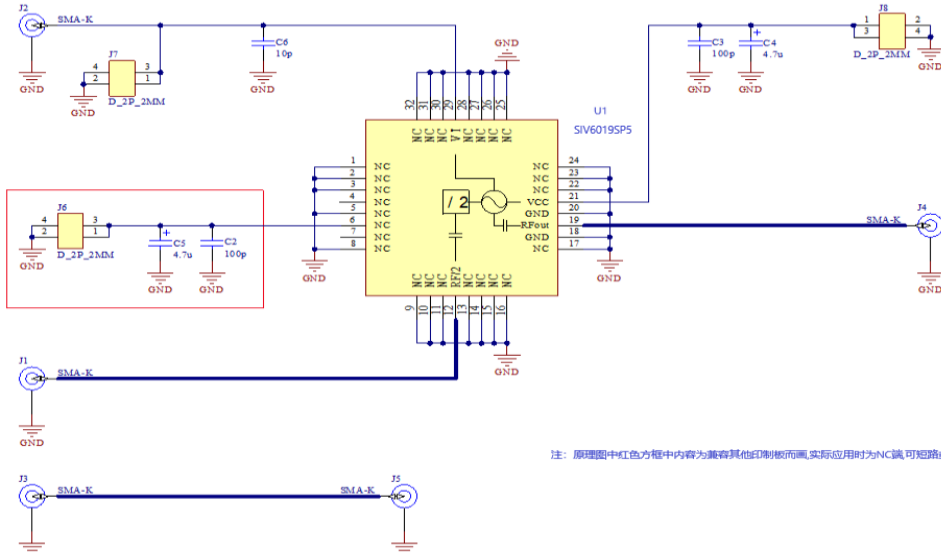 J2
SMA-K
GND
J7
4 3
2 1
D_2P_2MM
GND
C6
10p
GND
GND
C3
100p
GND
+
C4
4.7u
GND
J8
1 2
3 4
D_2P_2MM
GND
U1
SIV6019SP5
32 31 30 29 28 27 26 25
NC NC NC VT NC NC NC NC
1 NC
2 NC
3 NC
4 NC
5 NC
6 NC
7 NC
8 NC
NC 24
NC 23
NC 22
VCC 21
GND 20
RFout 19
GND 18
NC 17
/ 2
NC NC NC RF/2 NC NC NC NC
9 10 11 12 13 14 15 16
GND
GND
GND
J6
4 3
2 1
D_2P_2MM
GND
+
C5
4.7u
GND
C2
100p
GND
SMA-K
J4
GND
J1
SMA-K
GND
注: 原理图中红色方框中内容为兼容其他印制板而画,实际应用时为NC端,可短路
J3
SMA-K
SMA-K
J5